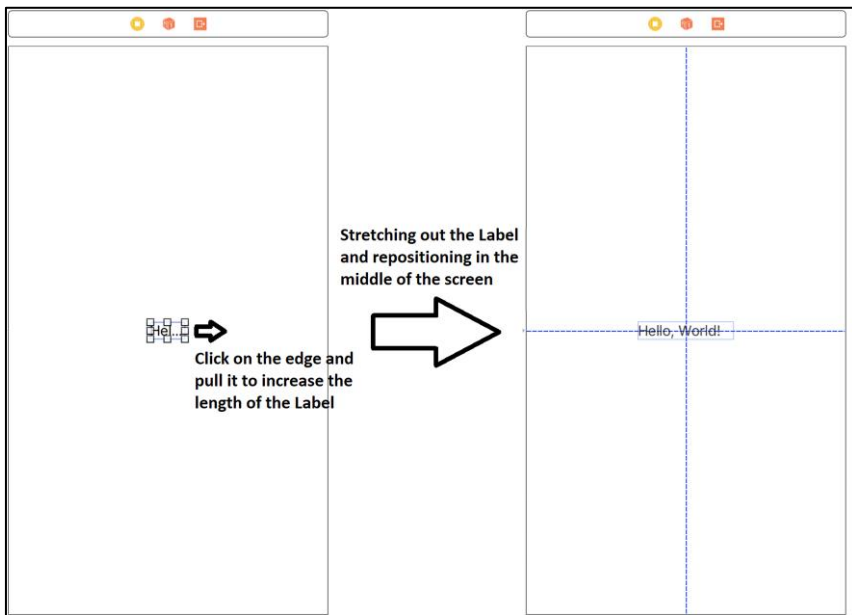 Stretching out the Label
and repositioning in the
middle of the screen
Hel...
Click on the edge and
pull it to increase the
length of the Label
Hello, World!